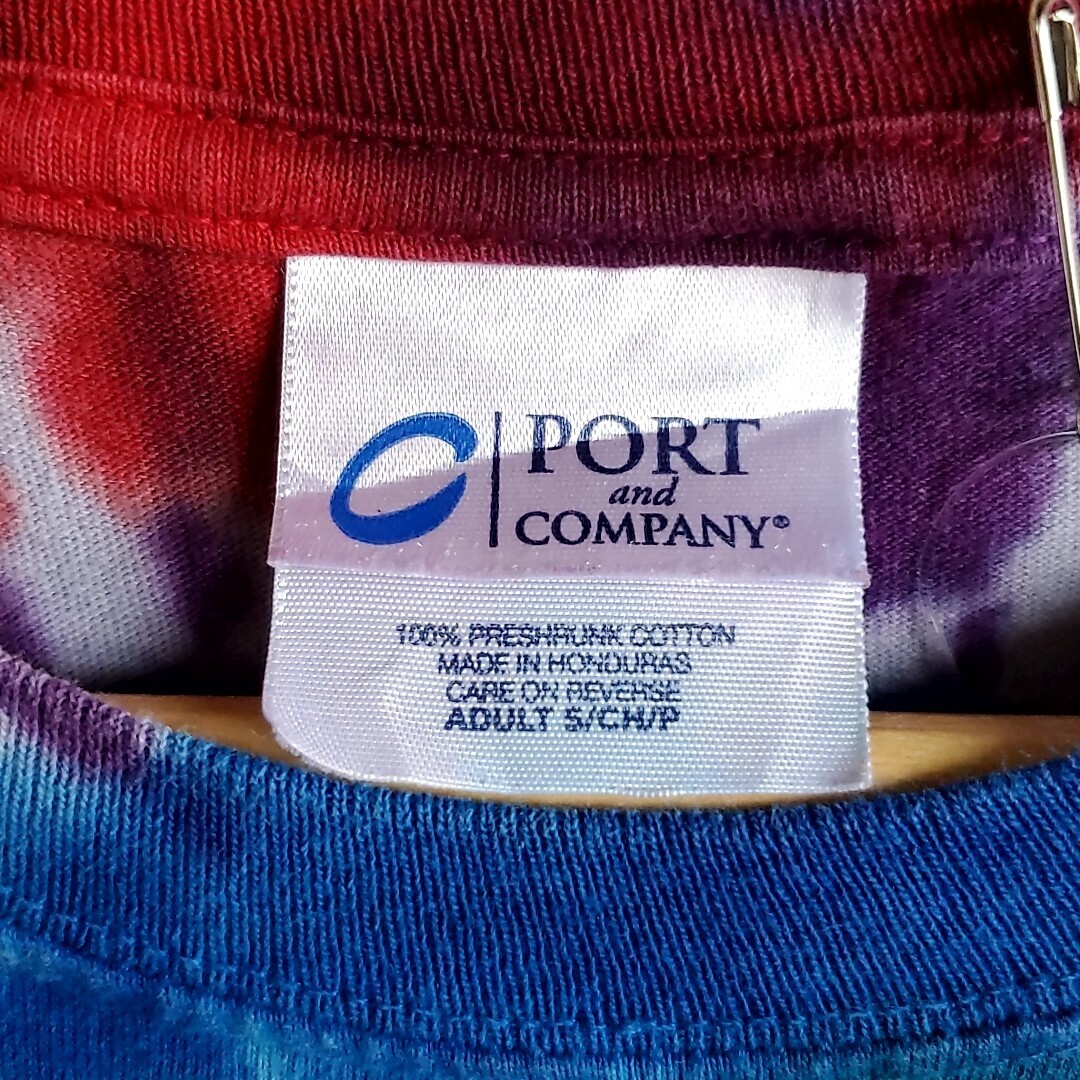 PORT
and
COMPANY®
100% PRESHRUNK COTTON
MADE IN HONDURAS
CARE ON REVERSE
ADULT S/CH/P